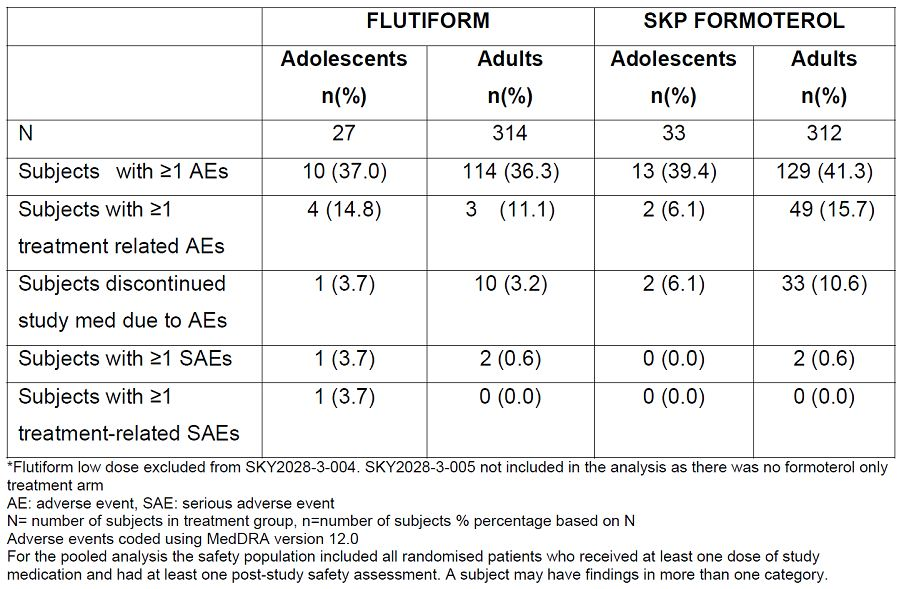 FLUTIFORM SKP FORMOTEROL
Adolescents Adults Adolescents Adults
n(%) n(%) n(%) n(%)
N 27 314 33 312
Subjects with ≥1 AEs 10 (37.0) 114 (36.3) 13 (39.4) 129 (41.3)
Subjects with ≥1 4 (14.8) 3 (11.1) 2 (6.1) 49 (15.7)
treatment related AEs
Subjects discontinued 1 (3.7) 10 (3.2) 2 (6.1) 33 (10.6)
study med due to AEs
Subjects with ≥1 SAEs 1 (3.7) 2 (0.6) 0 (0.0) 2 (0.6)
Subjects with ≥1 1 (3.7) 0 (0.0) 0 (0.0) 0 (0.0)
treatment-related SAEs
*Flutiform low dose excluded from SKY2028-3-004. SKY2028-3-005 not included in the analysis as there was no formoterol only
treatment arm
AE: adverse event, SAE: serious adverse event
N= number of subjects in treatment group, n=number of subjects % percentage based on N
Adverse events coded using MedDRA version 12.0
For the pooled analysis the safety population included all randomised patients who received at least one dose of study
medication and had at least one post-study safety assessment. A subject may have findings in more than one category.